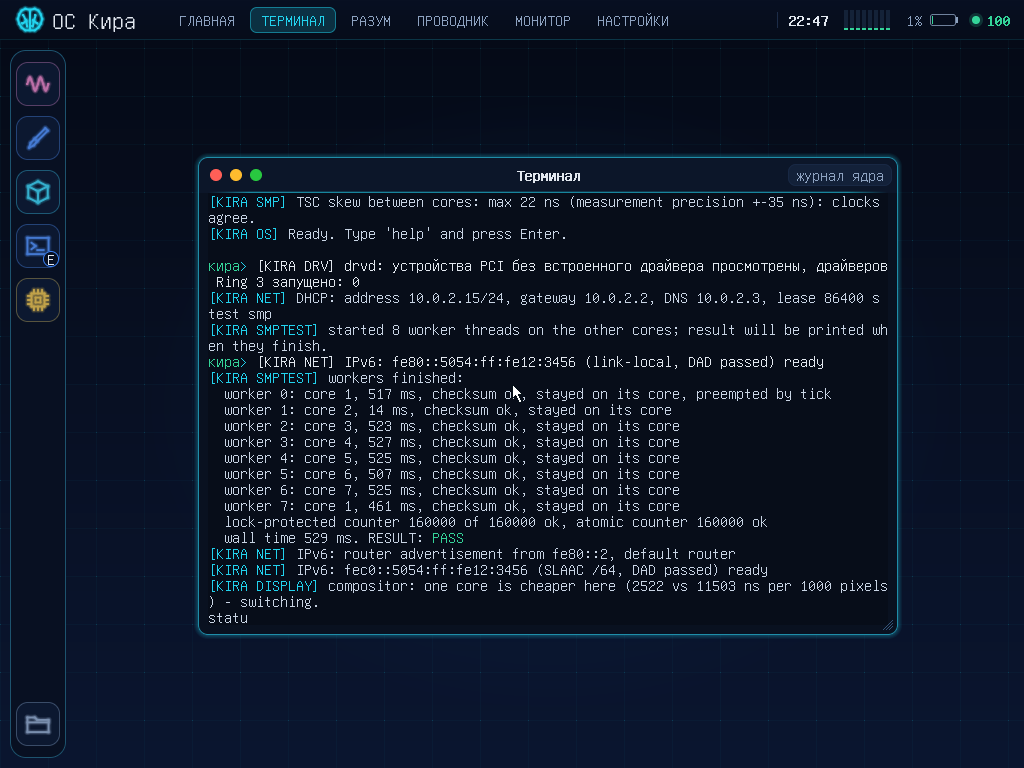 ОС Кира
ГЛАВНАЯ ТЕРМИНАЛ РАЗУМ ПРОВОДНИК МОНИТОР НАСТРОЙКИ 22:47 1% 100
Терминал журнал ядра
[KIRA SMP] TSC skew between cores: max 22 ns (measurement precision +-35 ns): clocks
agree.
[KIRA OS] Ready. Type 'help' and press Enter.
кира> [KIRA DRV] drvd: устройства PCI без встроенного драйвера просмотрены, драйверов
Ring 3 запущено: 0
[KIRA NET] DHCP: address 10.0.2.15/24, gateway 10.0.2.2, DNS 10.0.2.3, lease 86400 s
test smp
[KIRA SMPTEST] started 8 worker threads on the other cores; result will be printed wh
en they finish.
кира> [KIRA NET] IPv6: fe80::5054:ff:fe12:3456 (link-local, DAD passed) ready
[KIRA SMPTEST] workers finished:
worker 0: core 1, 517 ms, checksum ok, stayed on its core, preempted by tick
worker 1: core 2, 14 ms, checksum ok, stayed on its core
worker 2: core 3, 523 ms, checksum ok, stayed on its core
worker 3: core 4, 527 ms, checksum ok, stayed on its core
worker 4: core 5, 525 ms, checksum ok, stayed on its core
worker 5: core 6, 507 ms, checksum ok, stayed on its core
worker 6: core 7, 525 ms, checksum ok, stayed on its core
worker 7: core 1, 461 ms, checksum ok, stayed on its core
lock-protected counter 160000 of 160000 ok, atomic counter 160000 ok
wall time 529 ms. RESULT: PASS
[KIRA NET] IPv6: router advertisement from fe80::2, default router
[KIRA NET] IPv6: fec0::5054:ff:fe12:3456 (SLAAC /64, DAD passed) ready
[KIRA DISPLAY] compositor: one core is cheaper here (2522 vs 11503 ns per 1000 pixels
) - switching.
statu
E